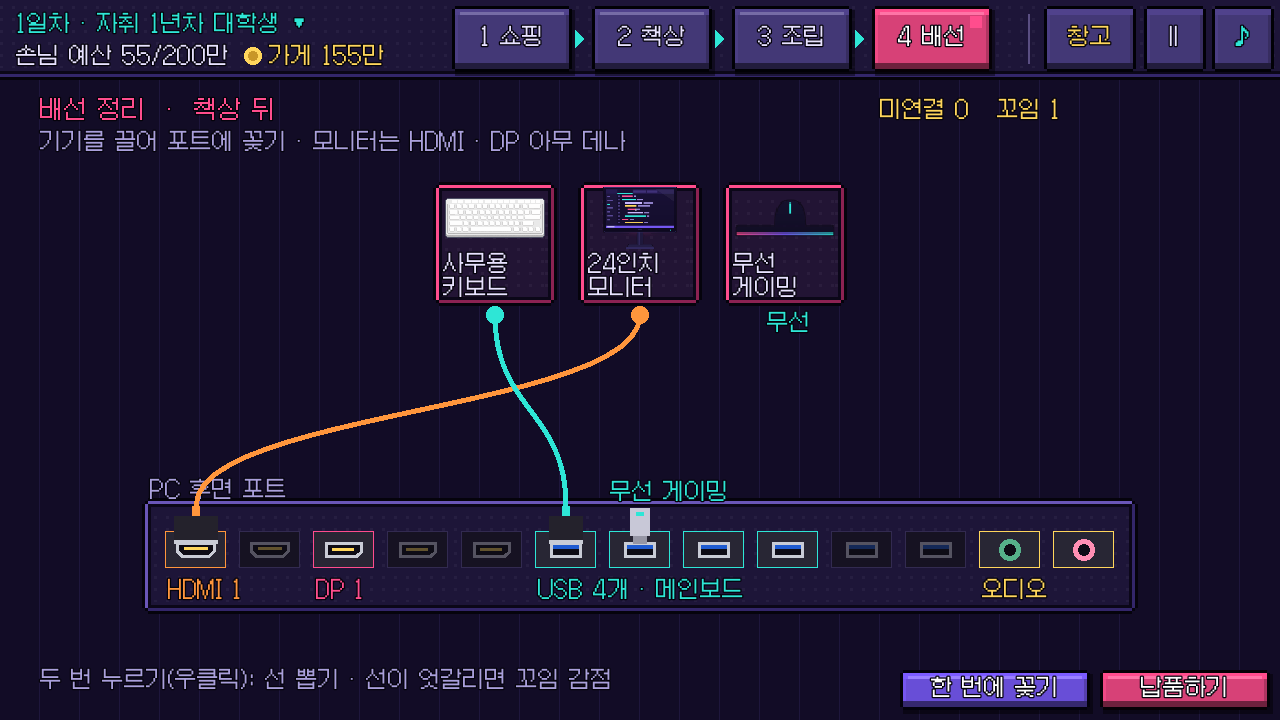 1일차 · 자취 1년차 대학생 ▼
손님 예산 55/200만 가게 155만
1 쇼핑
2 책상
3 조립
4 배선
창고
II
♪
배선 정리 · 책상 뒤
미연결 0 꼬임 1
기기를 끌어 포트에 꽂기 · 모니터는 HDMI · DP 아무 데나
사무용
키보드
24인치
모니터
무선
게이밍
무선
PC 후면 포트
무선 게이밍
HDMI 1
DP 1
USB 4개 · 메인보드
오디오
두 번 누르기(우클릭): 선 뽑기 · 선이 엇갈리면 꼬임 감점
한 번에 꽂기
납품하기